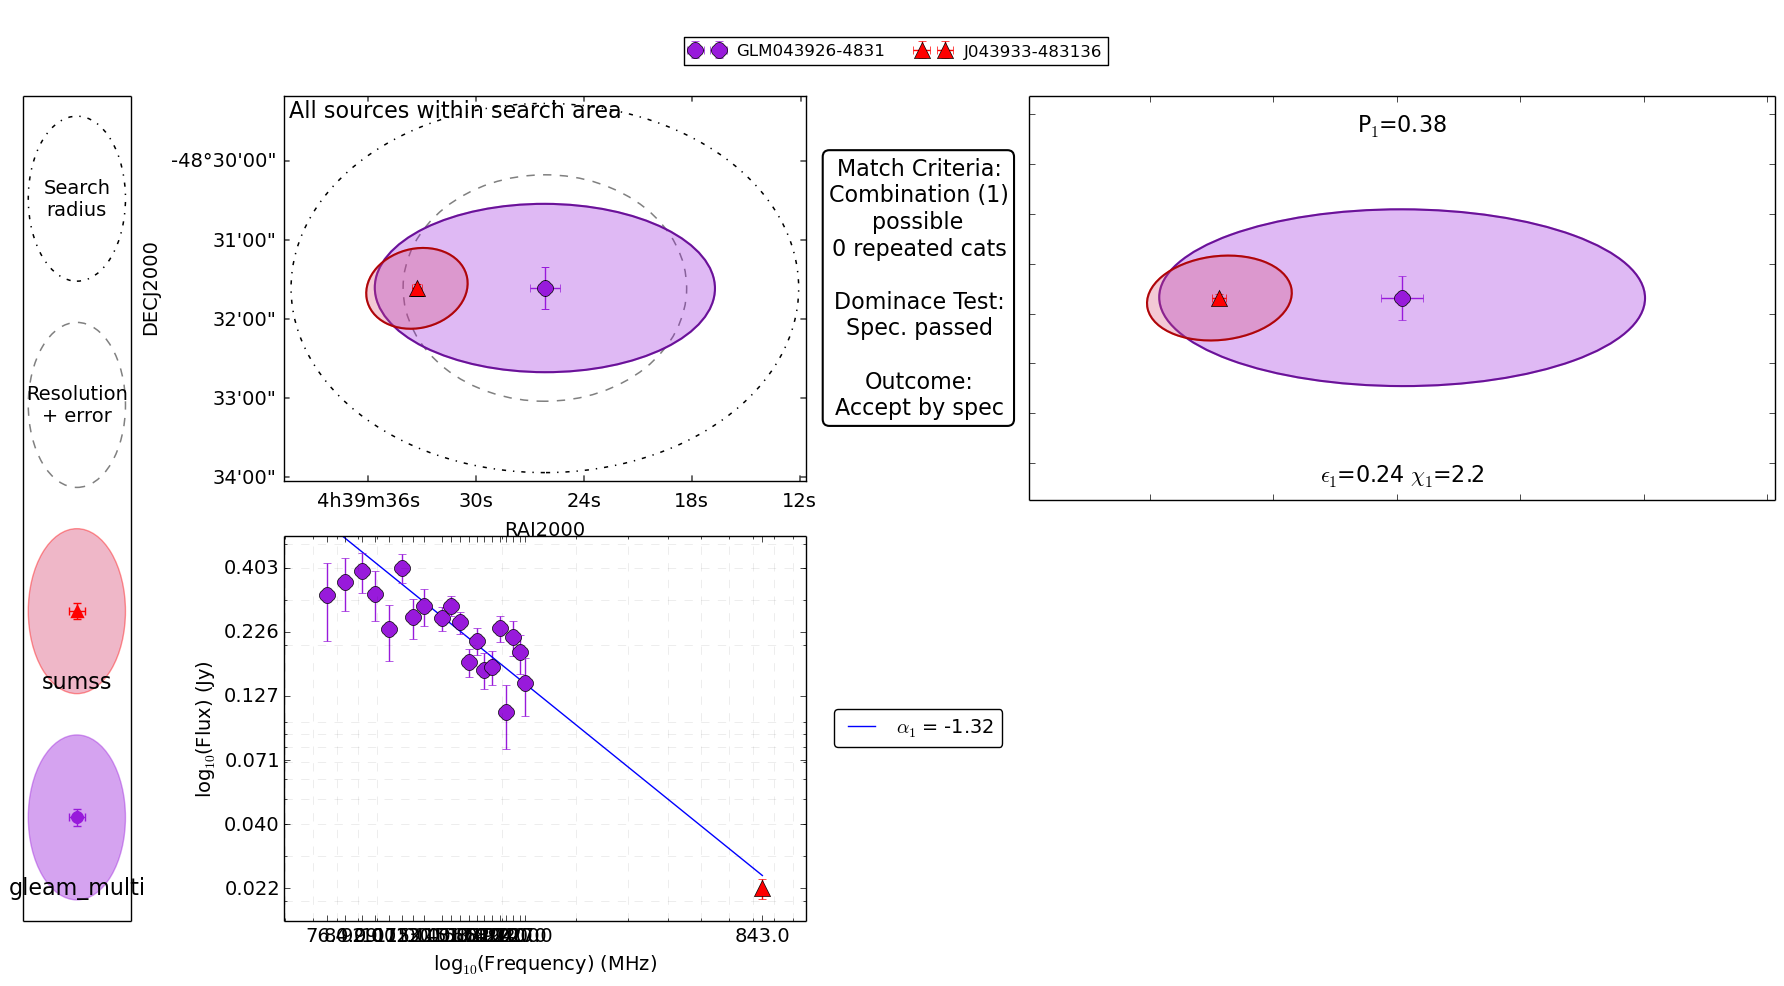 GLM043926-4831 J043933-483136
Search
radius
Resolution
+ error
sumss
gleam_multi
All sources within search area
DECJ2000
-48°30'00"
31'00"
32'00"
33'00"
34'00"
4h39m36s 30s 24s 18s 12s
RAJ2000
Match Criteria:
Combination (1)
possible
0 repeated cats
Dominace Test:
Spec. passed
Outcome:
Accept by spec
P₁=0.38
ϵ₁=0.24 χ₁=2.2
log₁₀(Flux) (Jy)
0.403
0.226
0.127
0.071
0.040
0.022
843.0
log₁₀(Frequency) (MHz)
α₁ = -1.32